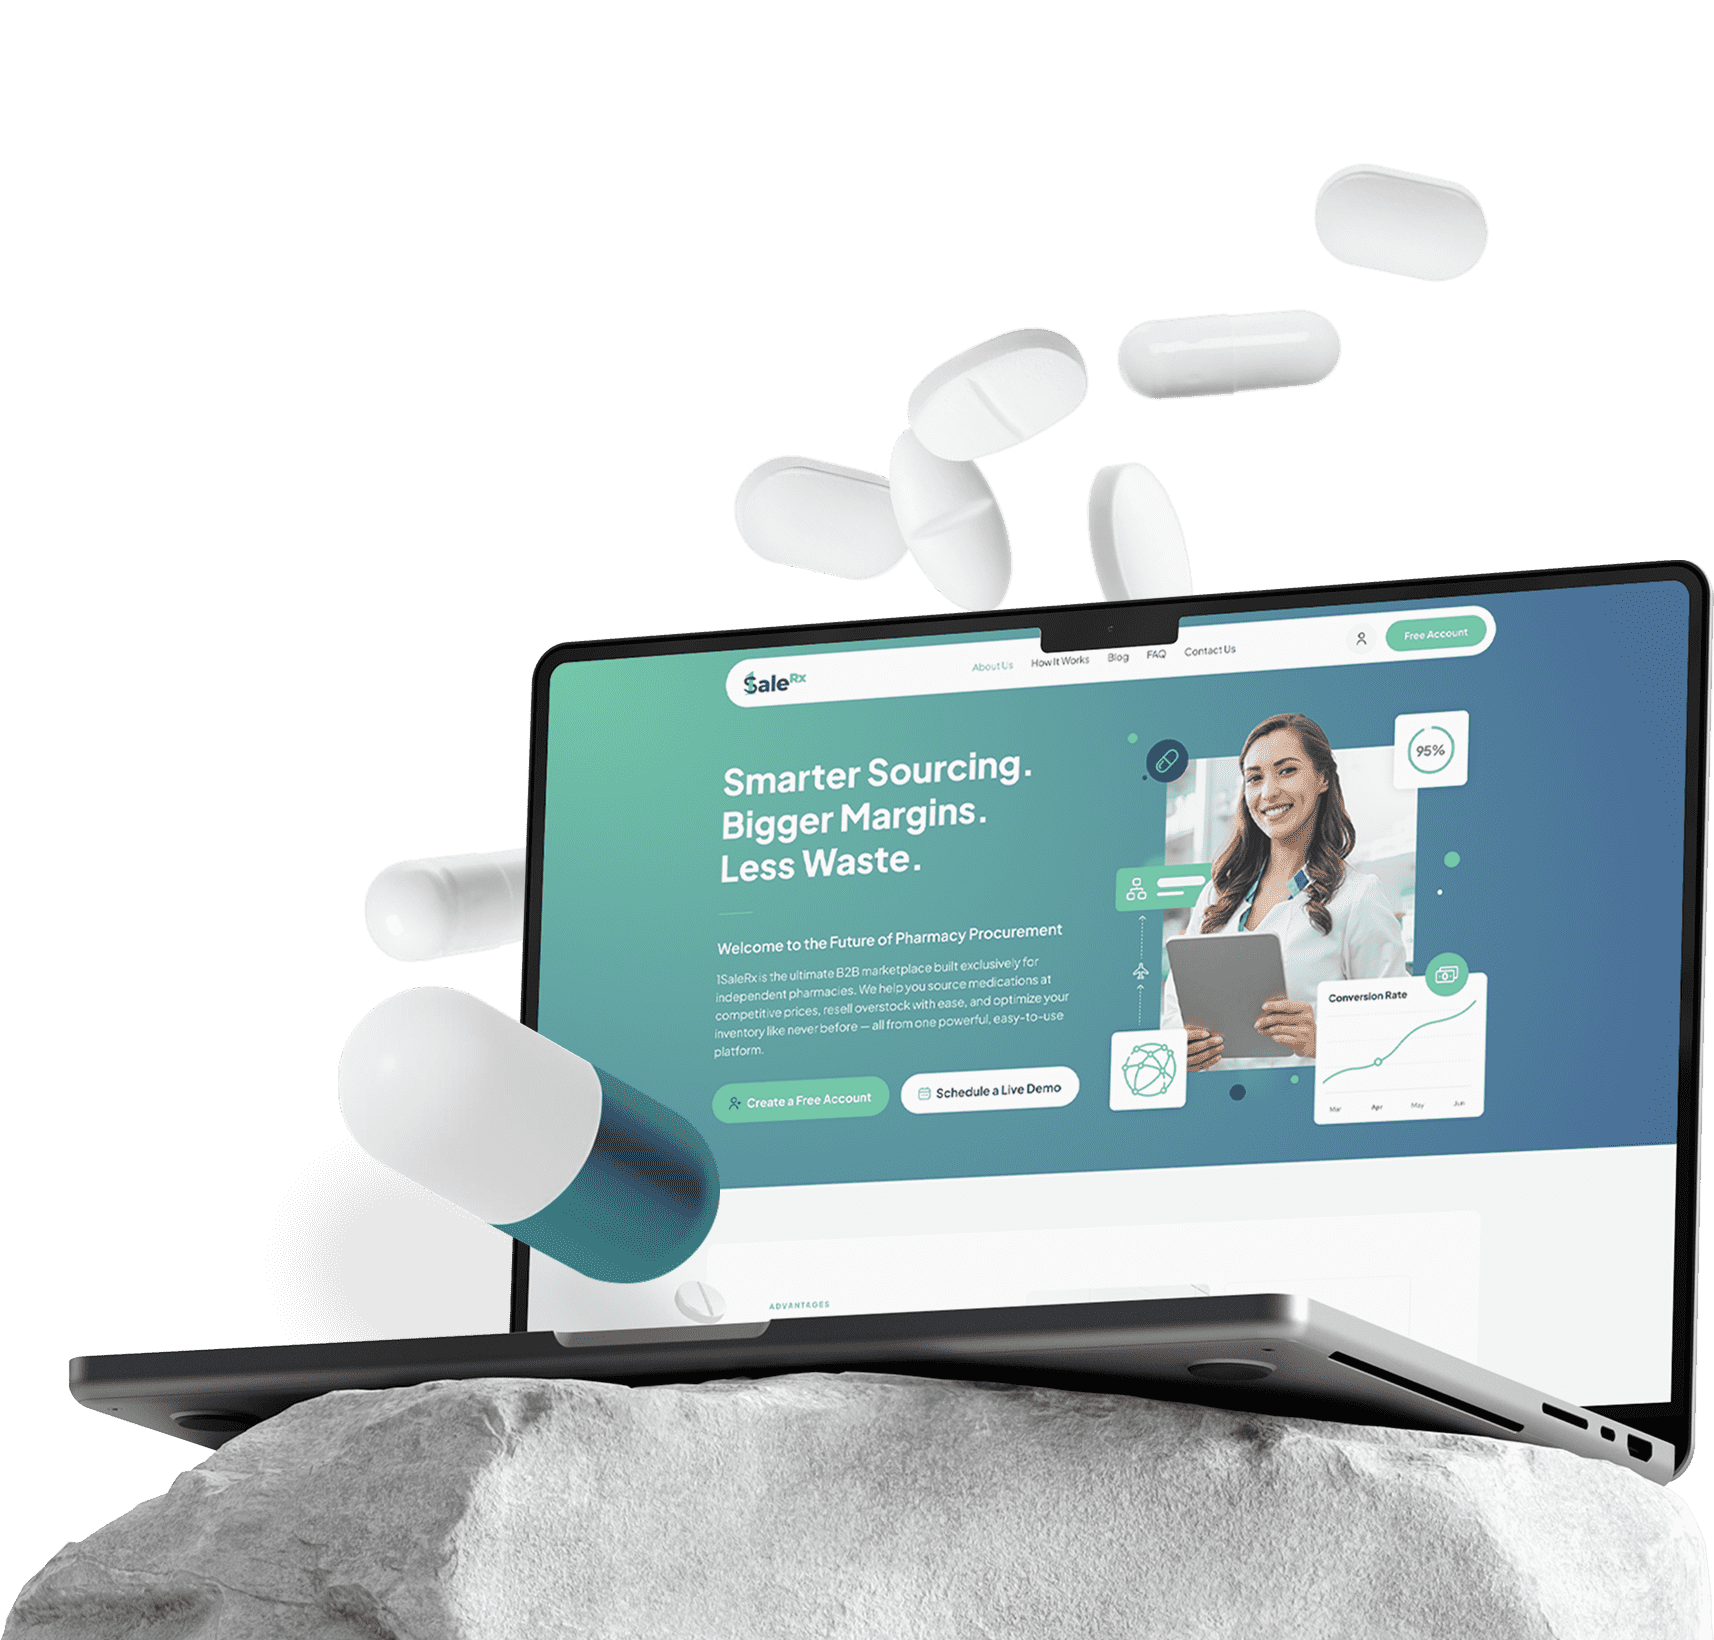 1SaleRx
About Us
How It Works
Blog
FAQ
Contact Us
Free Account
Smarter Sourcing.
Bigger Margins.
Less Waste.
95%
Welcome to the Future of Pharmacy Procurement
1SaleRx is the ultimate B2B marketplace built exclusively for
independent pharmacies. We help you source medications at
competitive prices, resell overstock with ease, and optimize your
inventory like never before — all from one powerful, easy-to-use
platform.
Create a Free Account
Schedule a Live Demo
Conversion Rate
Mar
Apr
May
Jun
ADVANTAGES